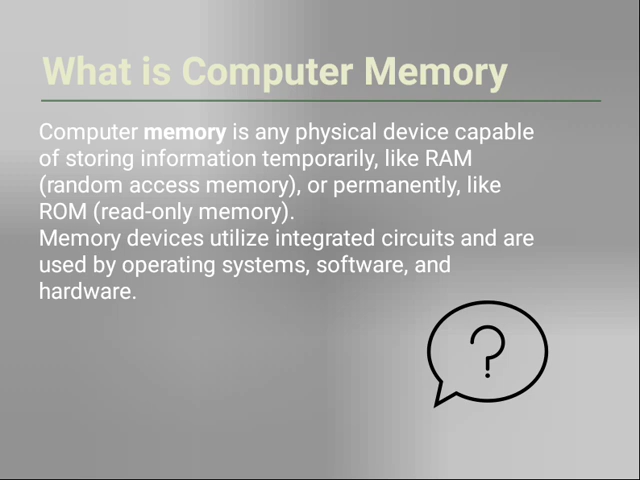 What is Computer Memory
Computer memory is any physical device capable
of storing information temporarily, like RAM
(random access memory), or permanently, like
ROM (read-only memory).
Memory devices utilize integrated circuits and are
used by operating systems, software, and
hardware.
?